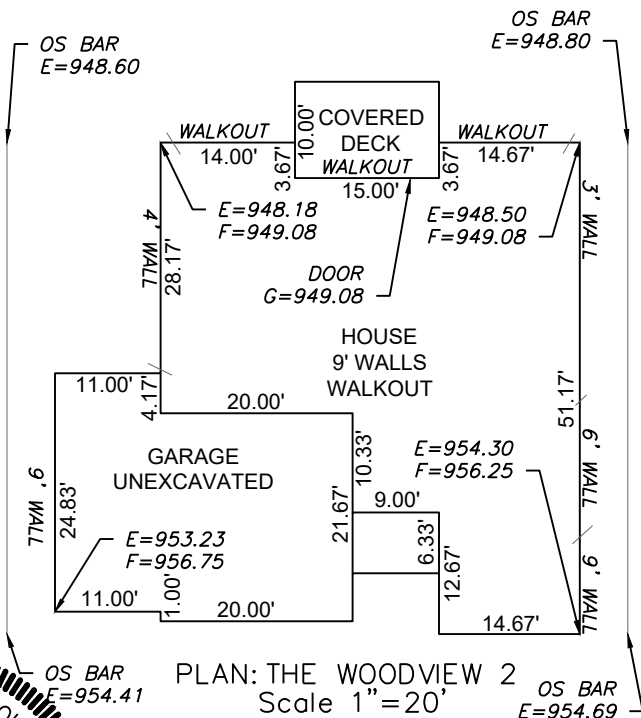 OS BAR
E=948.60
OS BAR
E=948.80
WALKOUT
14.00'
10.00'
3.67'
COVERED
DECK
WALKOUT
15.00'
WALKOUT
14.67'
3.67'
E=948.18
F=949.08
E=948.50
F=949.08
4' WALL
28.17'
3' WALL
DOOR
G=949.08
HOUSE
9' WALLS
WALKOUT
11.00'
4.17'
20.00'
51.17'
10.33'
GARAGE
UNEXCAVATED
E=954.30
F=956.25
6' WALL
9' WALL
24.83'
21.67'
9.00'
6.33'
12.67'
E=953.23
F=956.75
11.00'
1.00'
20.00'
14.67'
9' WALL
OS BAR
E=954.41
PLAN: THE WOODVIEW 2
Scale 1"=20'
OS BAR
E=954.69